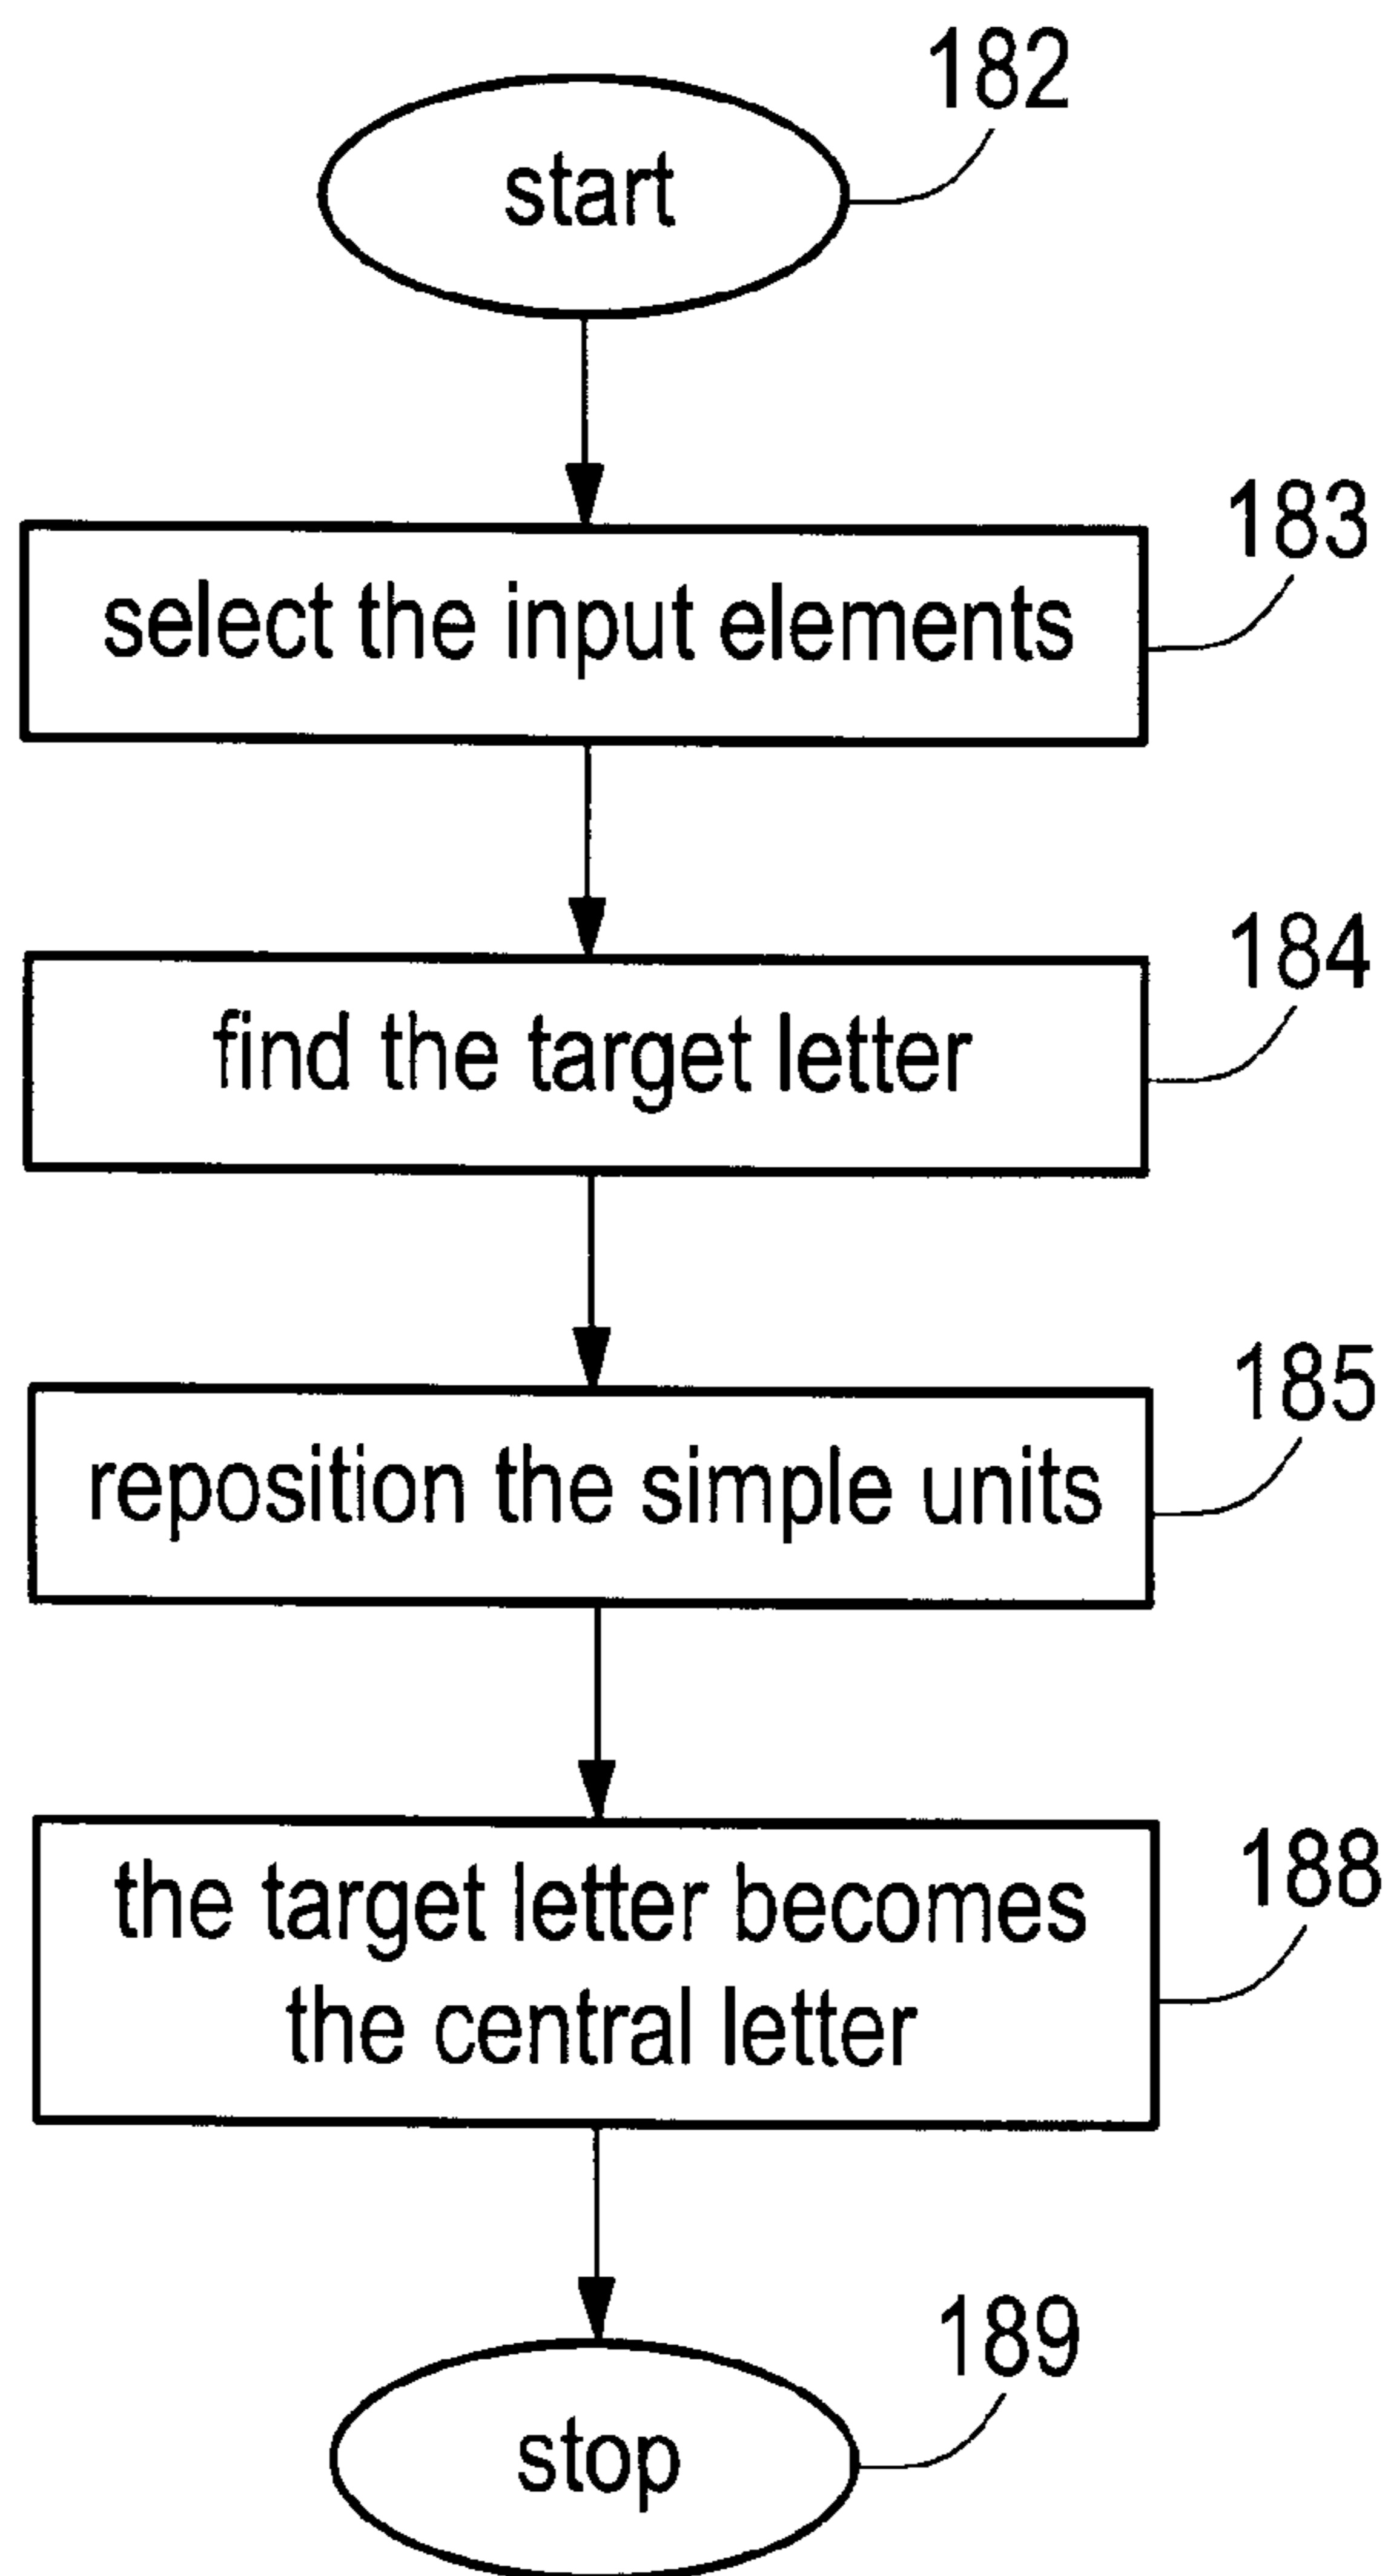 182
start
183
select the input elements
184
find the target letter
185
reposition the simple units
188
the target letter becomes
the central letter
189
stop